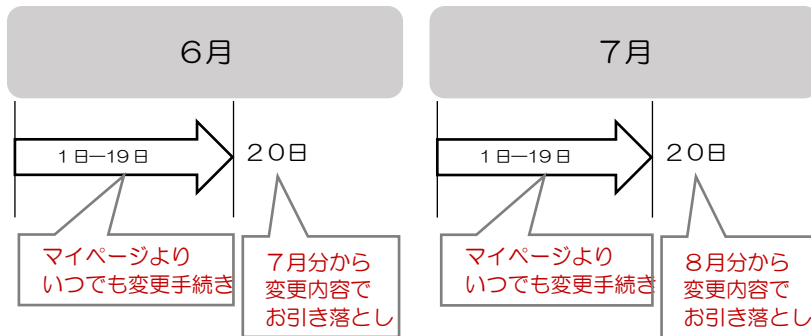 ６月
１日―19日
２０日
マイページより
いつでも変更手続き
７月分から
変更内容で
お引き落とし
７月
１日―19日
２０日
マイページより
いつでも変更手続き
８月分から
変更内容で
お引き落とし